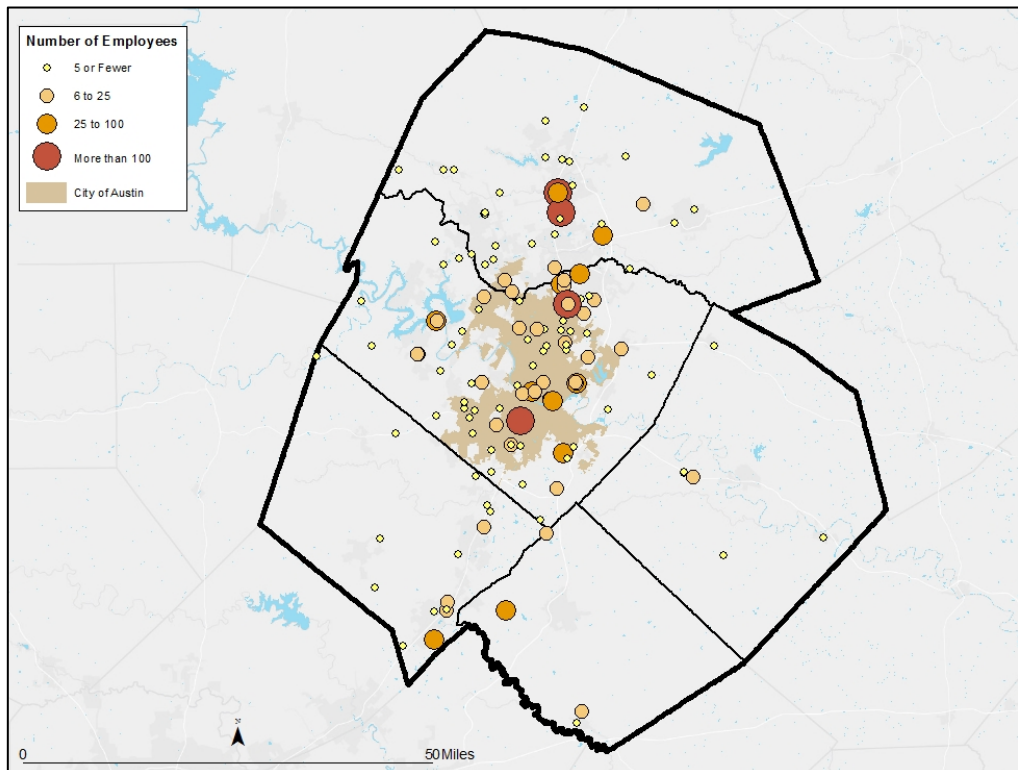 Number of Employees
5 or Fewer
6 to 25
25 to 100
More than 100
City of Austin
N
0
50Miles